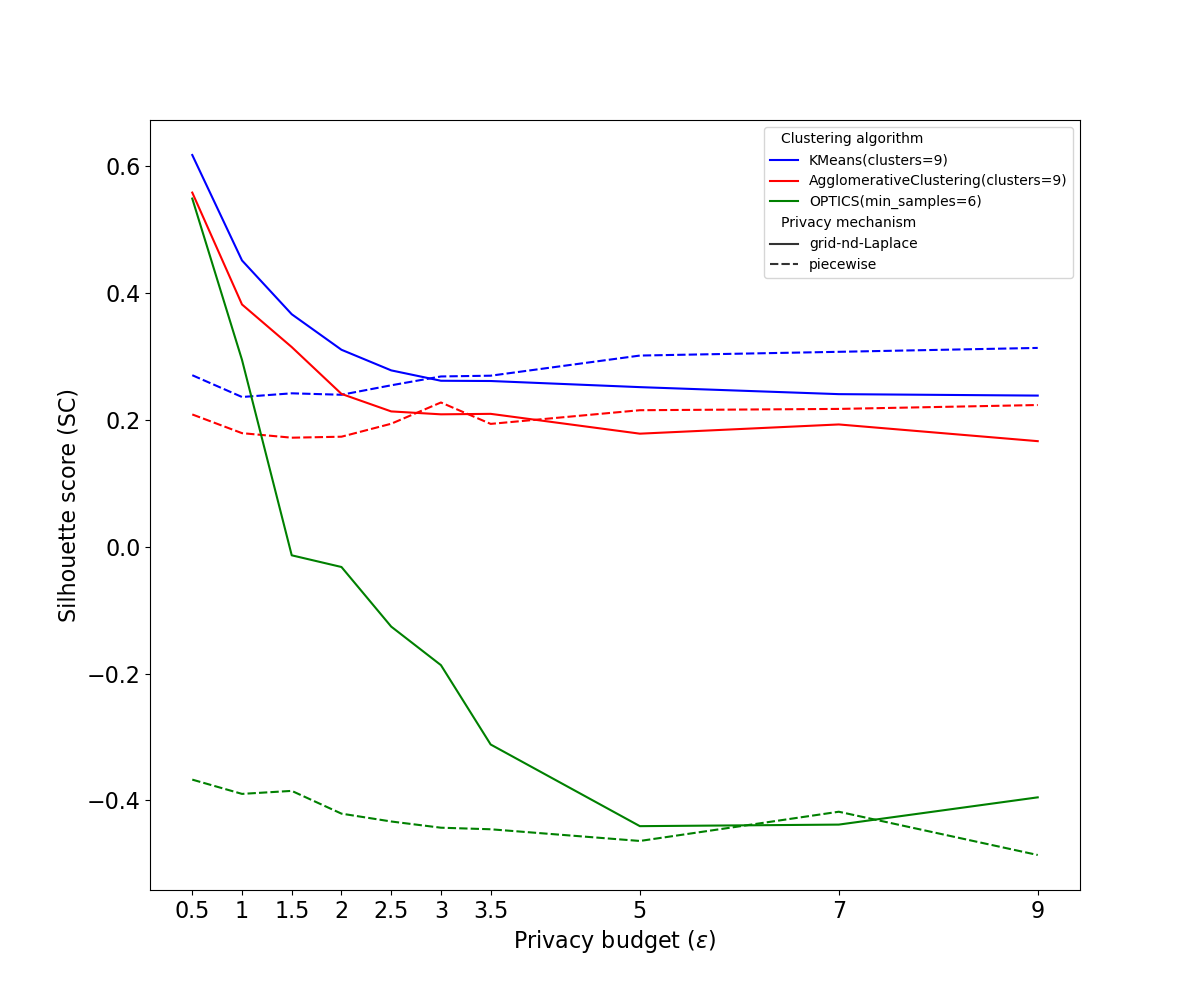 Clustering algorithm
KMeans(clusters=9)
AgglomerativeClustering(clusters=9)
OPTICS(min_samples=6)
Privacy mechanism
grid-nd-Laplace
piecewise
Silhouette score (SC)
0.6
0.4
0.2
0.0
−0.2
−0.4
0.5 1 1.5 2 2.5 3 3.5 5 7 9
Privacy budget (ε)